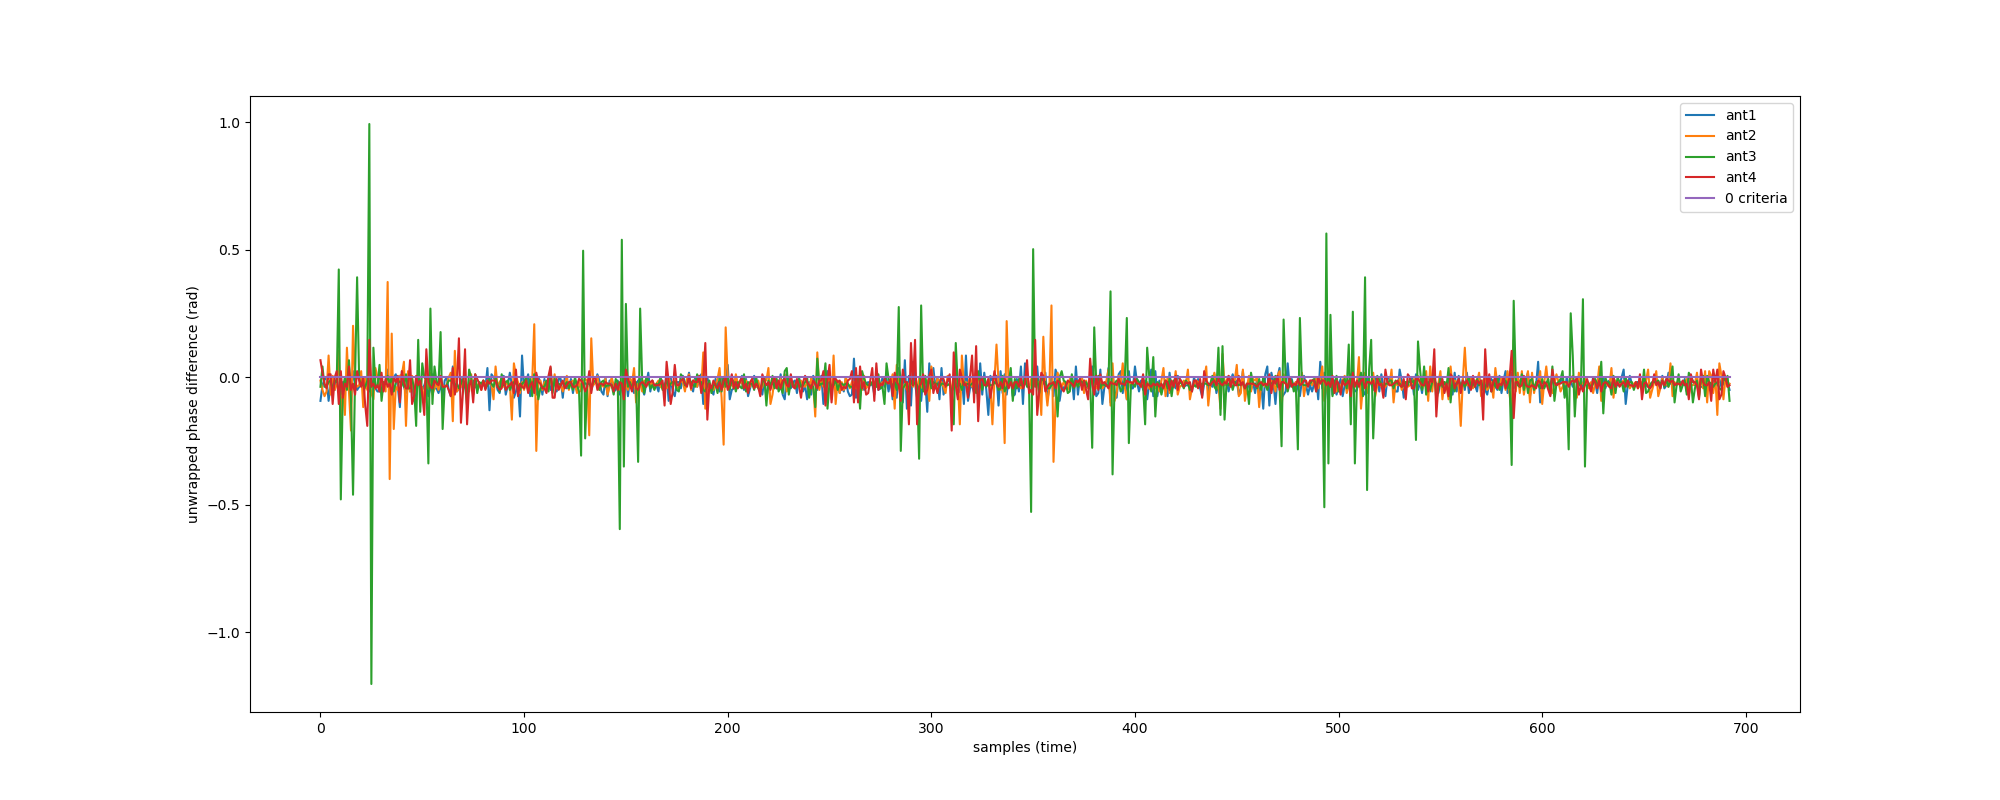 ant1
ant2
ant3
ant4
0 criteria
1.0
0.5
0.0
−0.5
−1.0
unwrapped phase difference (rad)
0 100 200 300 400 500 600 700
samples (time)